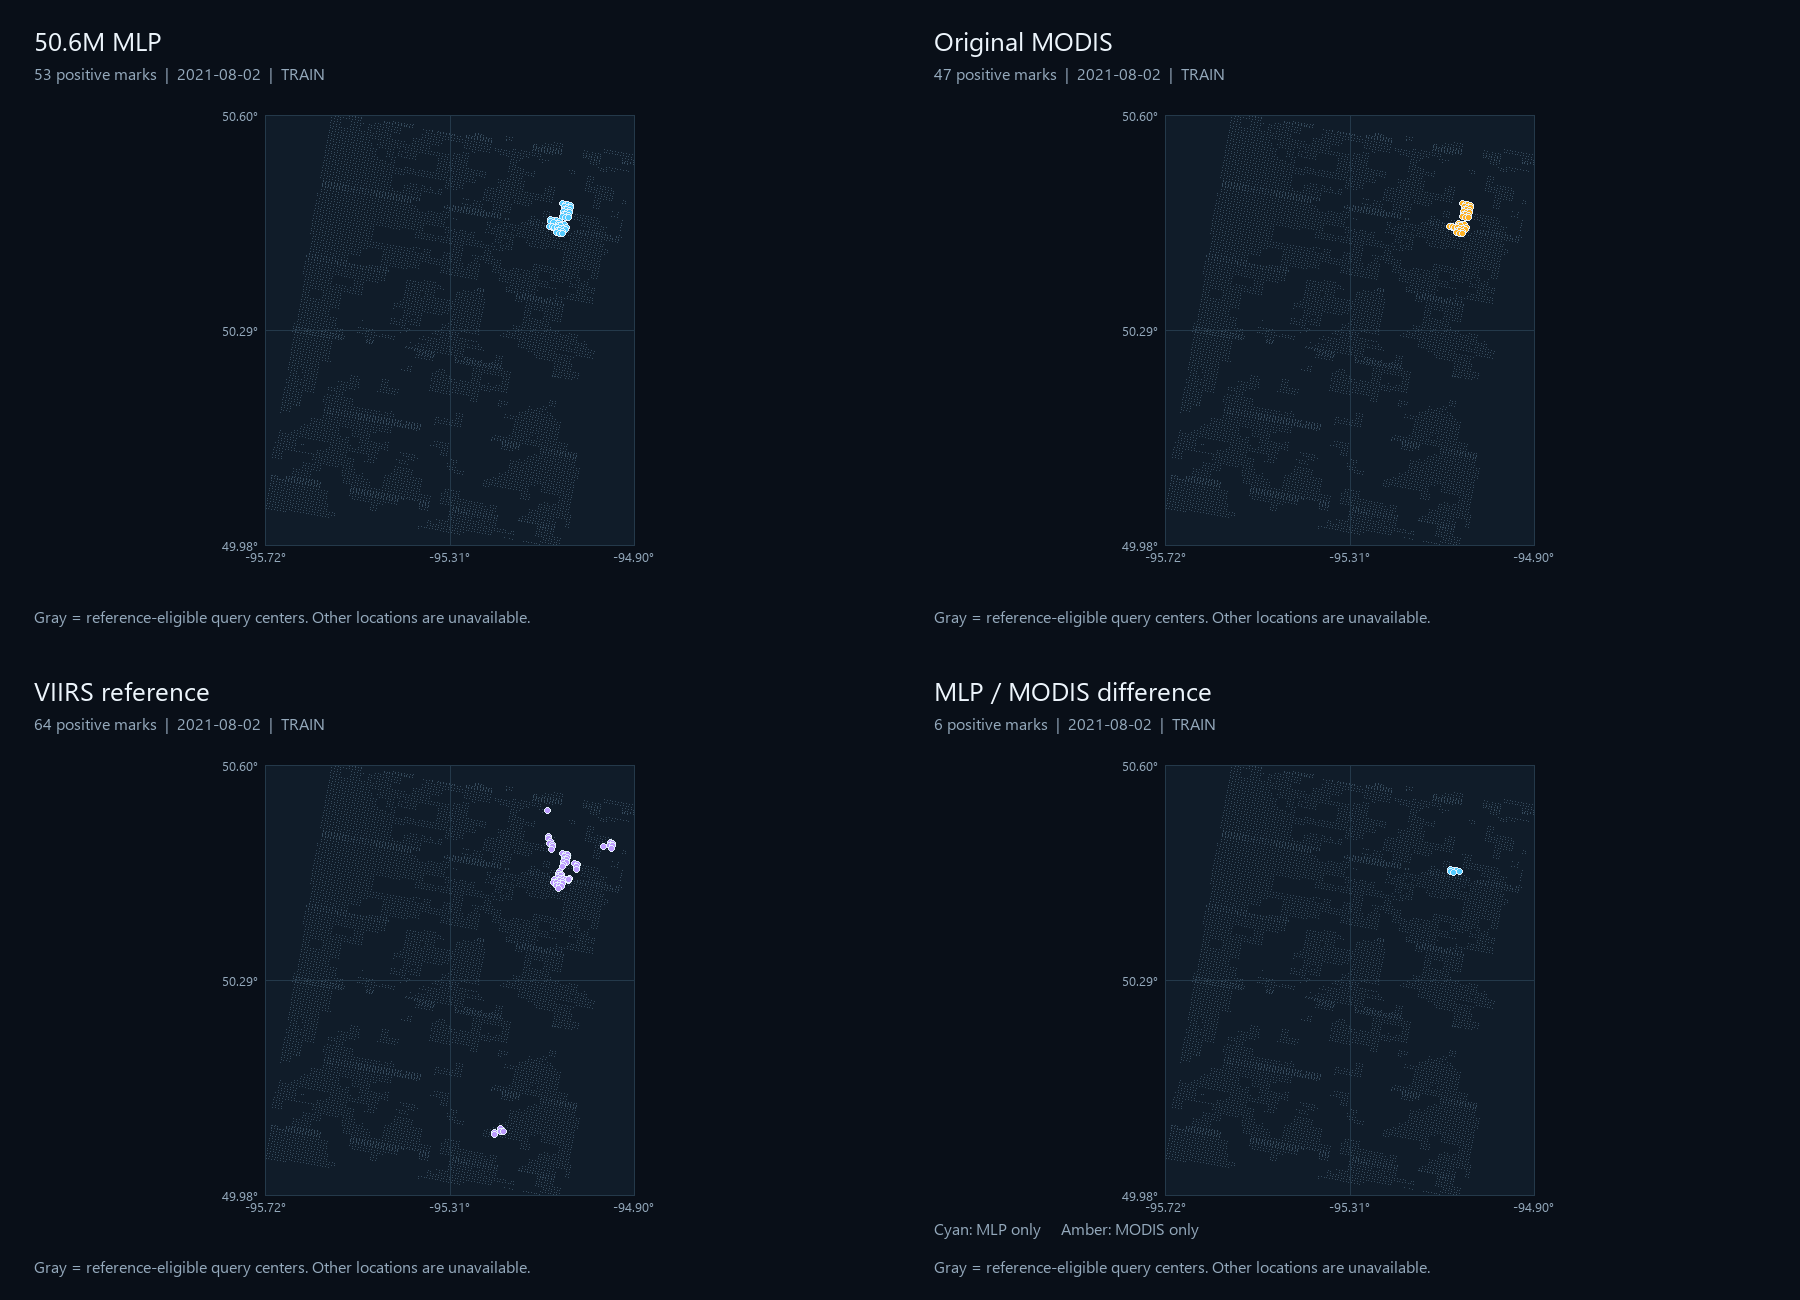 50.6M MLP
53 positive marks | 2021-08-02 | TRAIN
50.60°
50.29°
49.98°
-95.72°
-95.31°
-94.90°
Gray = reference-eligible query centers. Other locations are unavailable.
Original MODIS
47 positive marks | 2021-08-02 | TRAIN
50.60°
50.29°
49.98°
-95.72°
-95.31°
-94.90°
Gray = reference-eligible query centers. Other locations are unavailable.
VIIRS reference
64 positive marks | 2021-08-02 | TRAIN
50.60°
50.29°
49.98°
-95.72°
-95.31°
-94.90°
Gray = reference-eligible query centers. Other locations are unavailable.
MLP / MODIS difference
6 positive marks | 2021-08-02 | TRAIN
50.60°
50.29°
49.98°
-95.72°
-95.31°
-94.90°
Cyan: MLP only Amber: MODIS only
Gray = reference-eligible query centers. Other locations are unavailable.